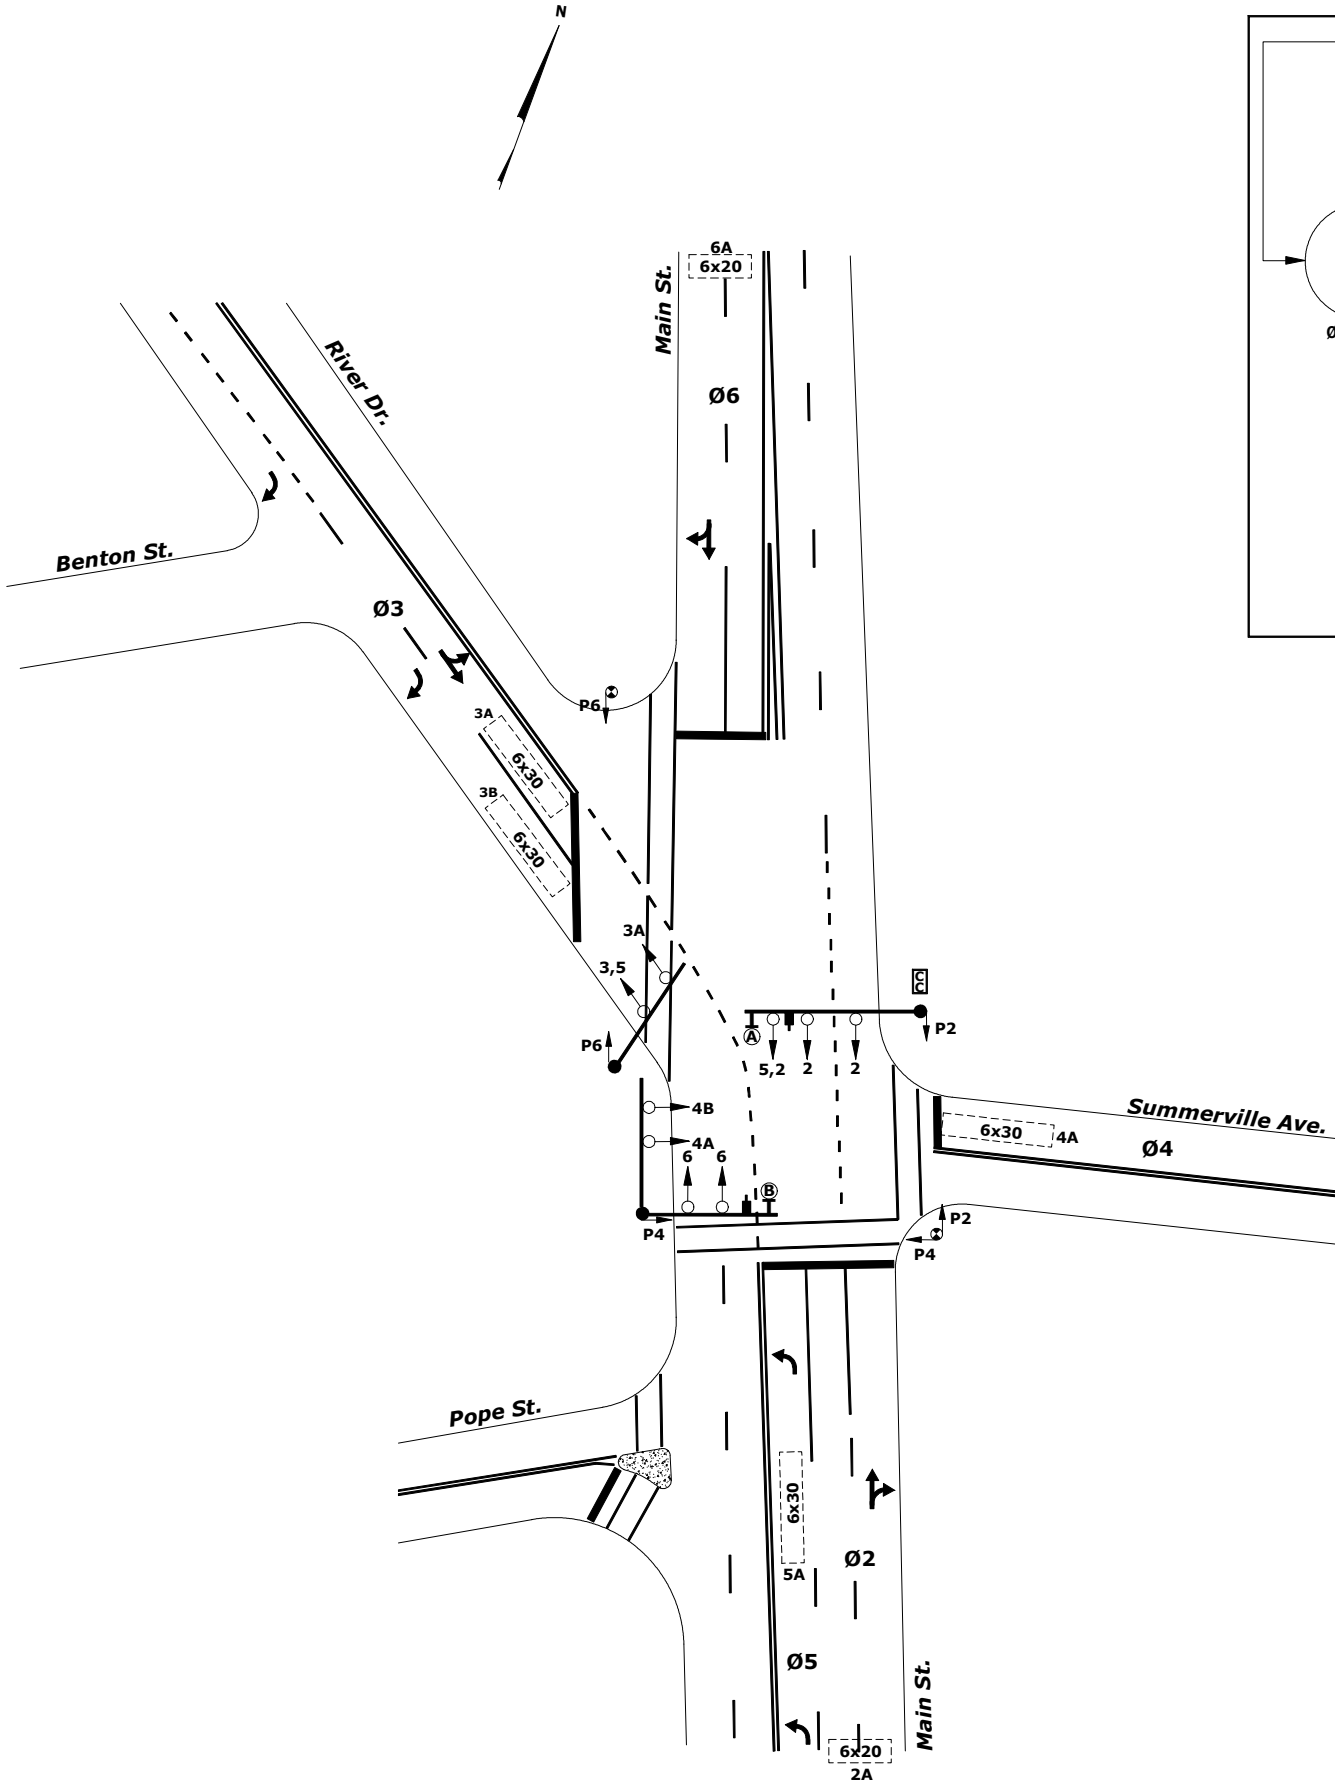 N
6A
6x20
Main St.
Ø
River Dr.
Ø6
Benton St.
Ø3
P6
3A
6x30
3B
6x30
3A
3,5
CC
P2
A
P6
5,2
2
2
4B
Summerville Ave.
6x30
4A
4A
Ø4
6
6
B
P2
P4
P4
Pope St.
6x30
Ø2
5A
Ø5
Main St.
6x20
2A